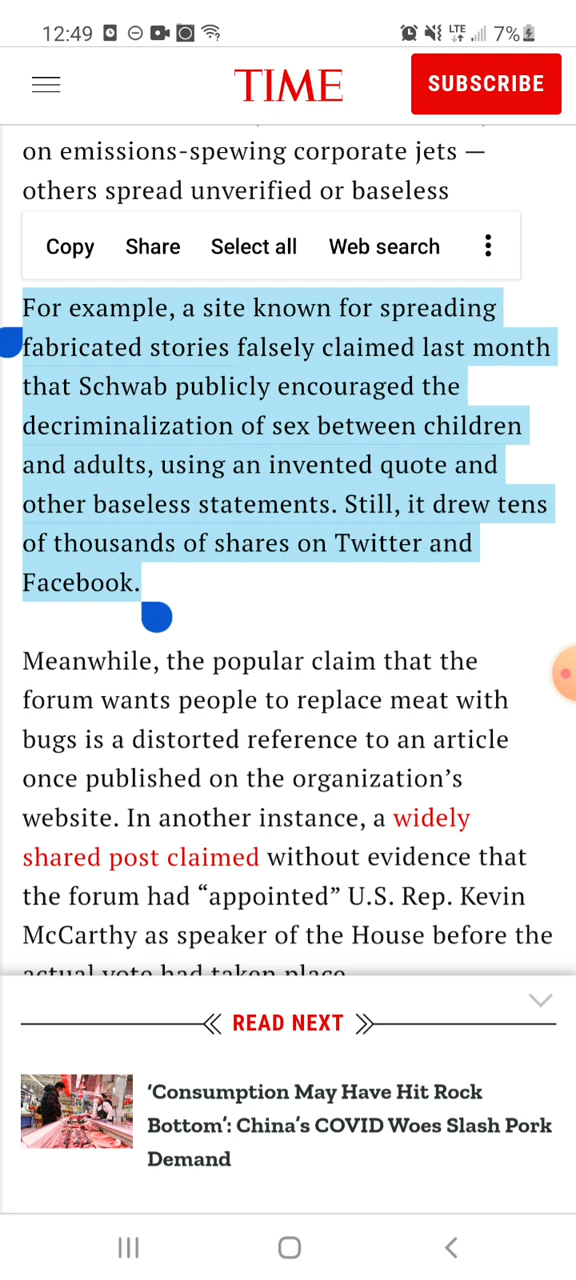 12:49 LTE 7%
TIME
SUBSCRIBE
on emissions-spewing corporate jets —
others spread unverified or baseless
Copy Share Select all Web search
For example, a site known for spreading
fabricated stories falsely claimed last month
that Schwab publicly encouraged the
decriminalization of sex between children
and adults, using an invented quote and
other baseless statements. Still, it drew tens
of thousands of shares on Twitter and
Facebook.
Meanwhile, the popular claim that the
forum wants people to replace meat with
bugs is a distorted reference to an article
once published on the organization’s
website. In another instance, a widely
shared post claimed without evidence that
the forum had “appointed” U.S. Rep. Kevin
McCarthy as speaker of the House before the
actual vote had taken place
READ NEXT
‘Consumption May Have Hit Rock
Bottom‘: China’s COVID Woes Slash Pork
Demand